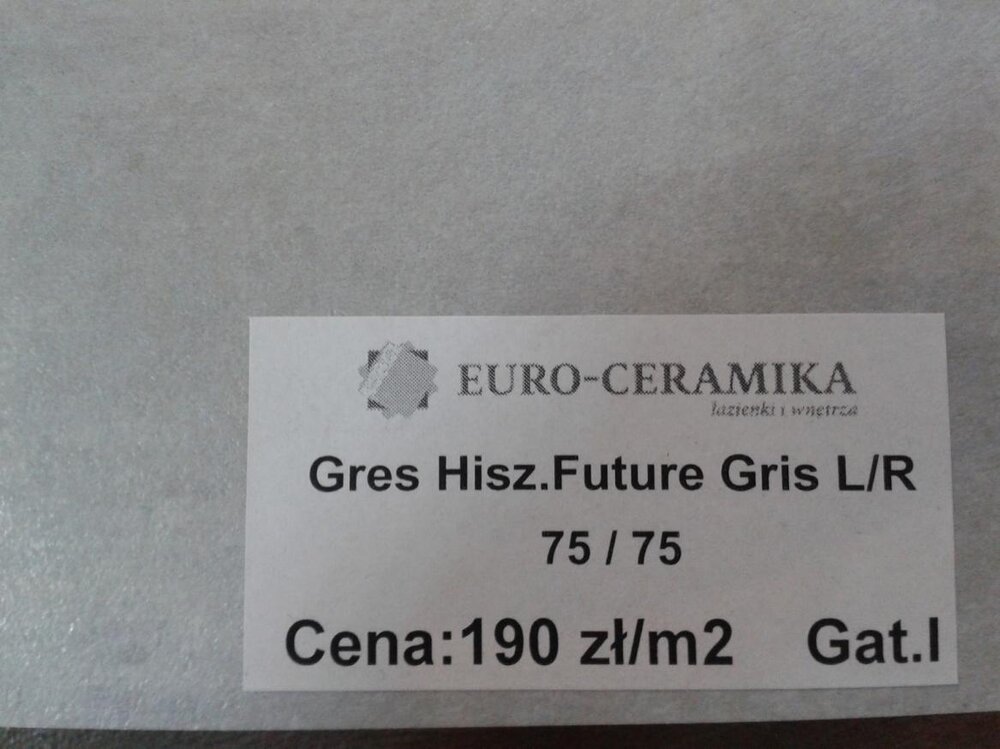 EURO-CERAMIKA
łazienki i wnętrza
Gres Hisz.Future Gris L/R
75 / 75
Cena:190 zł/m2 Gat.I